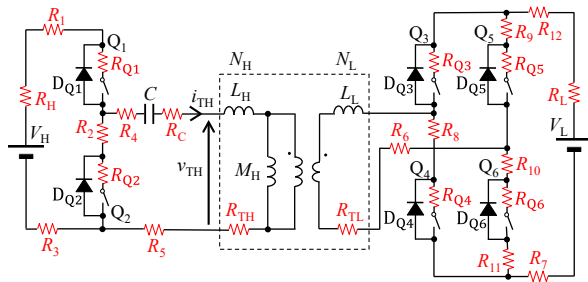 R1
Q1
RH
DQ1
RQ1
VH
R2
R4
C
RC
iTH
vTH
DQ2
RQ2
Q2
R3
R5
NH
NL
LH
LL
MH
RTH
RTL
R6
Q3
RQ3
DQ3
R8
Q4
RQ4
DQ4
Q5
R9
R12
RQ5
DQ5
RL
VL
R10
Q6
RQ6
DQ6
R11
R7